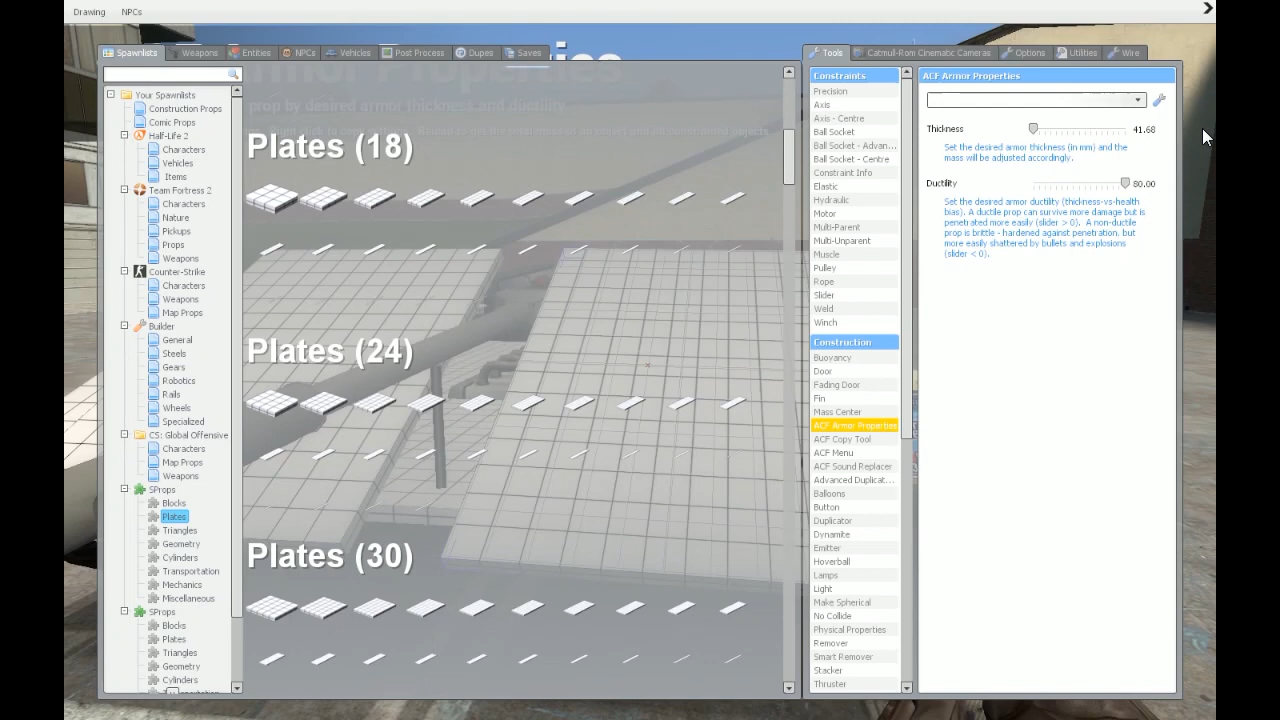 Drawing NPCs
Spawnlists Weapons Entities NPCs Vehicles Post Process Dupes Saves
Your Spawnlists
Construction Props
Comic Props
Half-Life 2
Characters
Vehicles
Items
Team Fortress 2
Characters
Nature
Pickups
Props
Weapons
Counter-Strike
Characters
Weapons
Map Props
Builder
General
Steels
Gears
Robotics
Rails
Wheels
Specialized
CS: Global Offensive
Characters
Map Props
Weapons
SProps
Blocks
Plates
Triangles
Geometry
Cylinders
Transportation
Mechanics
Miscellaneous
SProps
Blocks
Plates
Triangles
Geometry
Cylinders
Armor Properties
prop by desired armor thickness and ductility
Plates (18)
Plates (24)
Plates (30)
Tools Catmull-Rom Cinematic Cameras Options Utilities Wire
Constraints
Precision
Axis
Axis - Centre
Ball Socket
Ball Socket - Advan...
Ball Socket - Centre
Constraint Info
Elastic
Hydraulic
Motor
Multi-Parent
Multi-Unparent
Muscle
Pulley
Rope
Slider
Weld
Winch
Construction
Buoyancy
Door
Fading Door
Fin
Mass Center
ACF Armor Properties
ACF Copy Tool
ACF Menu
ACF Sound Replacer
Advanced Duplicat...
Balloons
Button
Duplicator
Dynamite
Emitter
Hoverball
Lamps
Light
Make Spherical
No Collide
Physical Properties
Remover
Smart Remover
Stacker
Thruster
ACF Armor Properties
Thickness 41.68
Set the desired armor thickness (in mm) and the
mass will be adjusted accordingly.
Ductility 80.00
Set the desired armor ductility (thickness-vs-health
bias). A ductile prop can survive more damage but is
penetrated more easily (slider > 0). A non-ductile
prop is brittle - hardened against penetration, but
more easily shattered by bullets and explosions
(slider < 0).